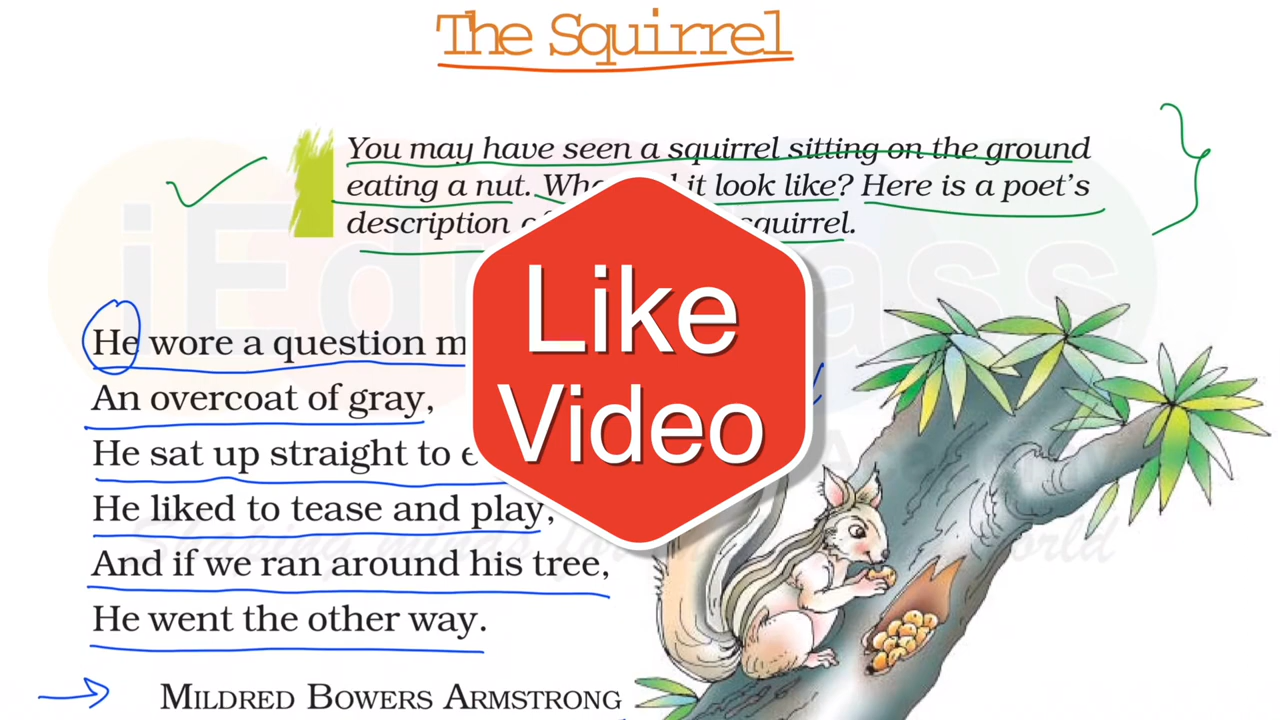 The Squirrel
You may have seen a squirrel sitting on the ground
eating a nut. it look like? Here is a poet's
description squirrel.
He wore a question
An overcoat of gray,
He sat up straight to
He liked to tease and play,
And if we ran around his tree,
He went the other way.
MILDRED BOWERS ARMSTRONG
Like
Video